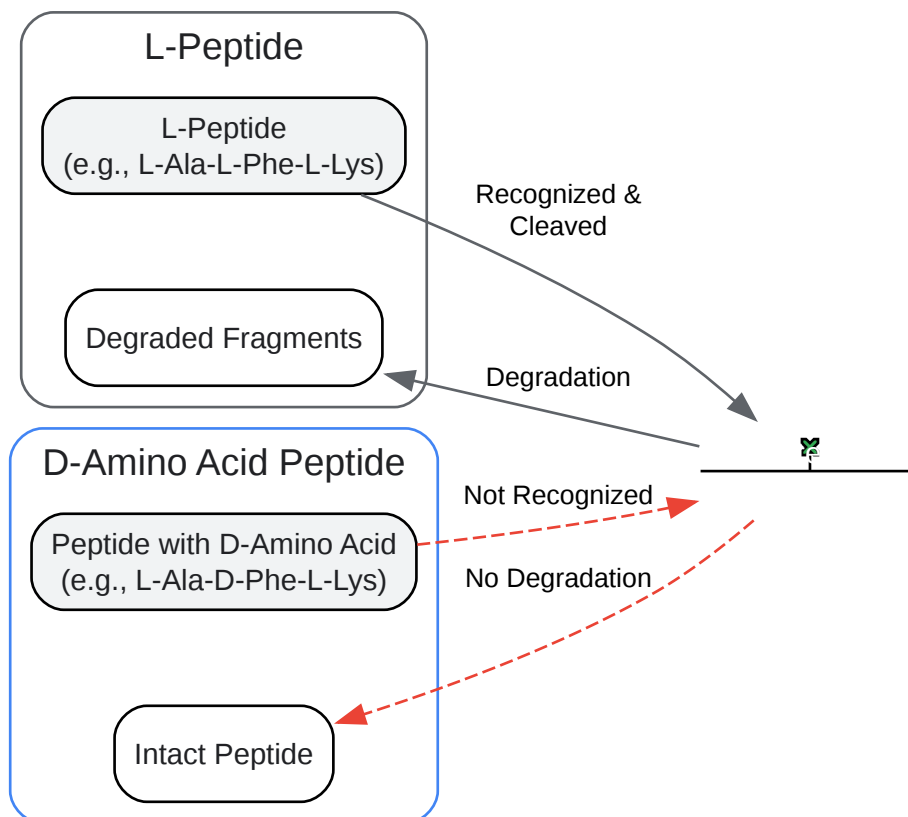 L-Peptide
L-Peptide
(e.g., L-Ala-L-Phe-L-Lys)
Recognized &
Cleaved
Degraded Fragments
Degradation
D-Amino Acid Peptide
Not Recognized
Peptide with D-Amino Acid
(e.g., L-Ala-D-Phe-L-Lys)
No Degradation
Intact Peptide